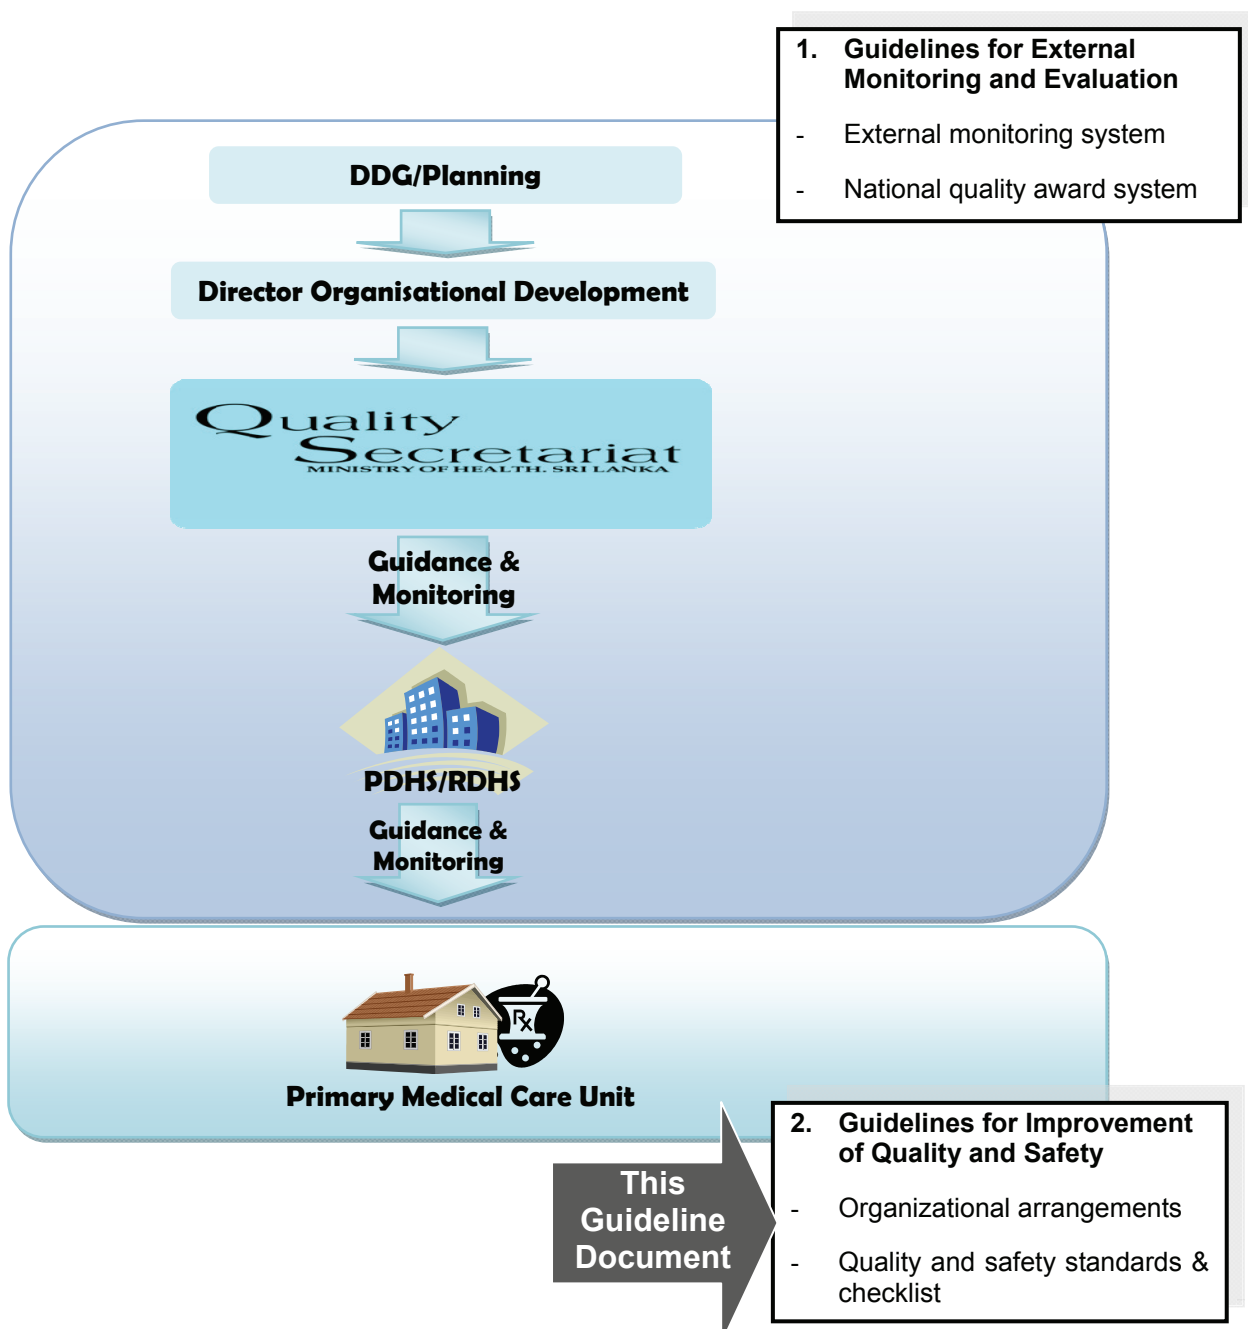 1. Guidelines for External
Monitoring and Evaluation
- External monitoring system
- National quality award system
DDG/Planning
Director Organisational Development
Quality
Secretariat
MINISTRY OF HEALTH. SRI LANKA
Guidance &
Monitoring
PDHS/RDHS
Guidance &
Monitoring
Rx
Primary Medical Care Unit
This
Guideline
Document
2. Guidelines for Improvement
of Quality and Safety
- Organizational arrangements
- Quality and safety standards &
checklist